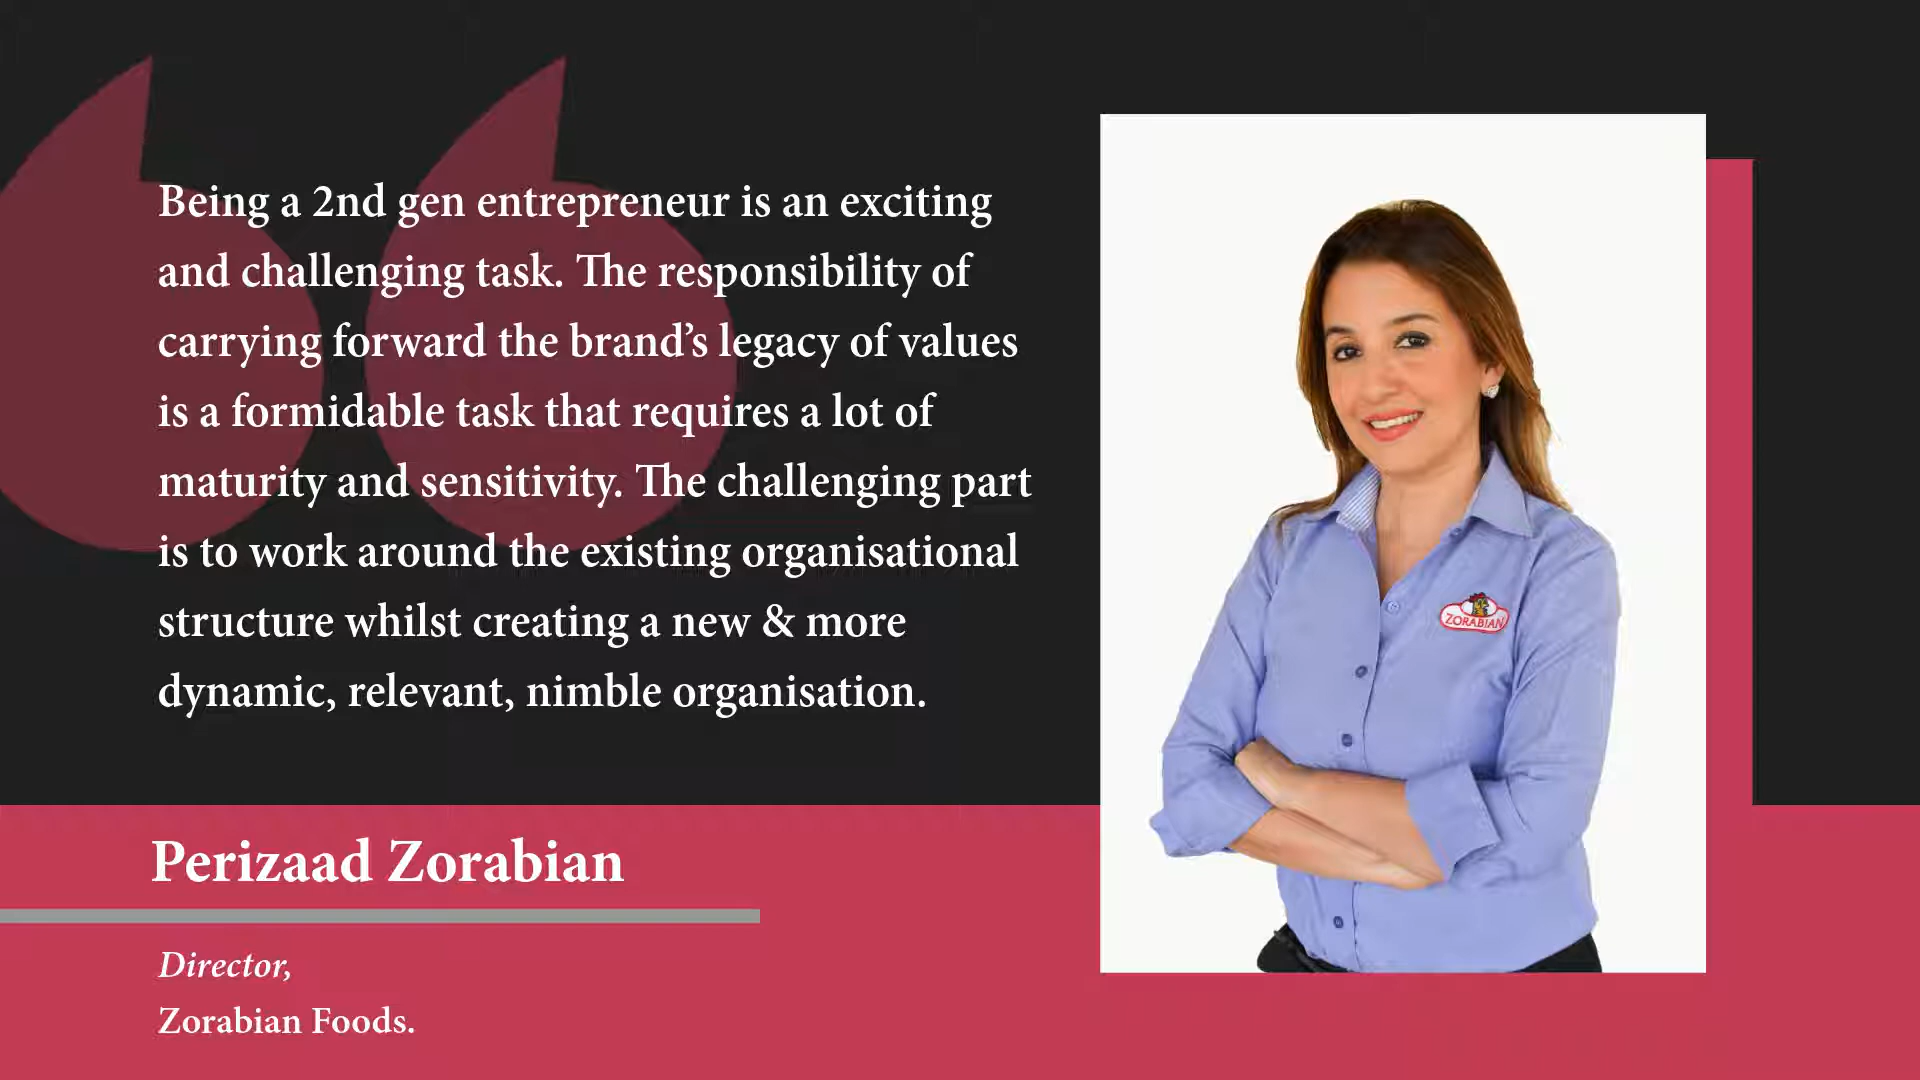 Being a 2nd gen entrepreneur is an exciting
and challenging task. The responsibility of
carrying forward the brand’s legacy of values
is a formidable task that requires a lot of
maturity and sensitivity. The challenging part
is to work around the existing organisational
structure whilst creating a new & more
dynamic, relevant, nimble organisation.
ZORABIAN
Perizaad Zorabian
Director,
Zorabian Foods.